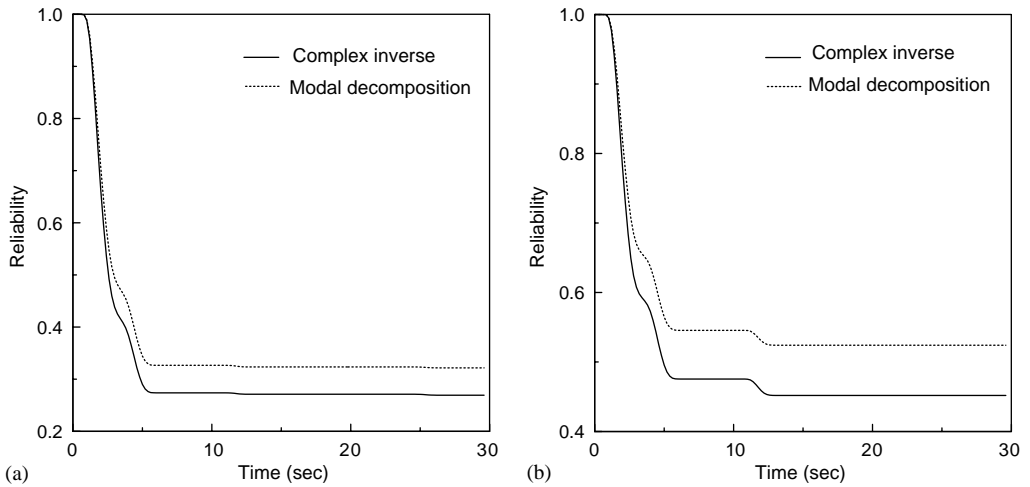 1.0
0.8
0.6
0.4
0.2
Reliability
Complex inverse
Modal decomposition
0 10 20 30
Time (sec)
(a)
1.0
0.8
0.6
0.4
Reliability
Complex inverse
Modal decomposition
0 10 20 30
Time (sec)
(b)